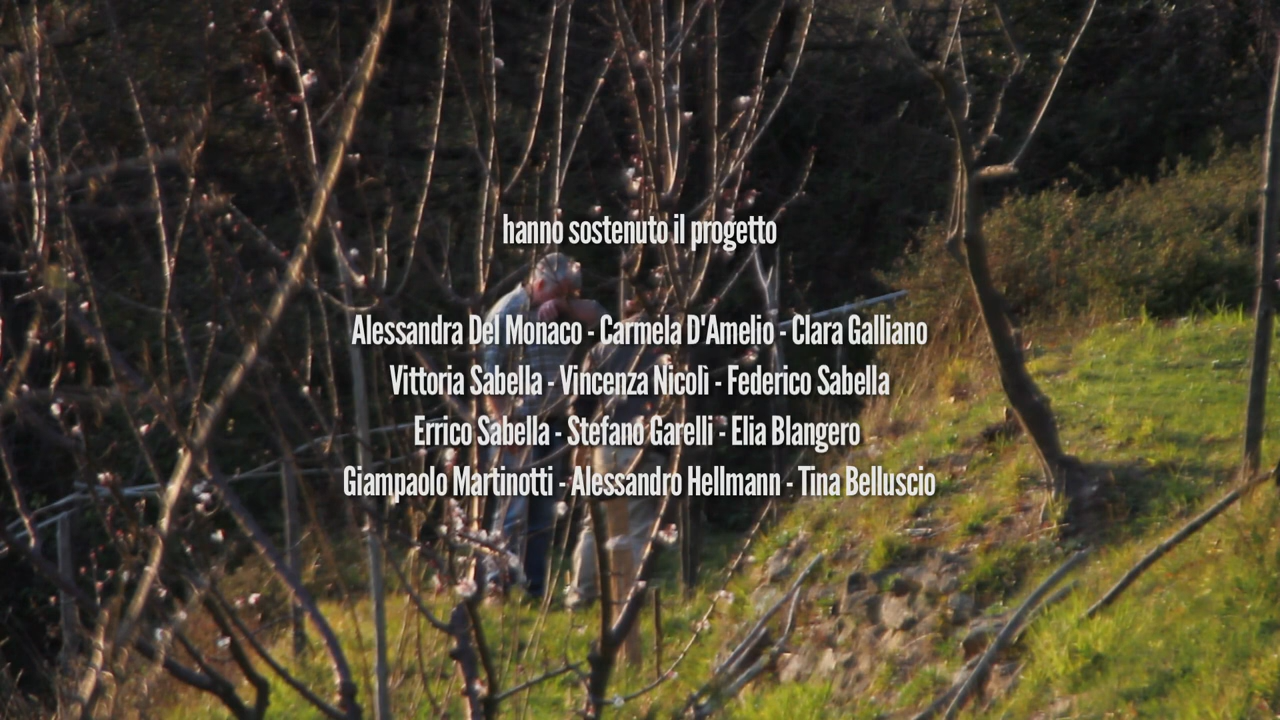 hanno sostenuto il progetto
Alessandra Del Monaco - Carmela D'Amelio - Clara Galliano
Vittoria Sabella - Vincenza Nicolì - Federico Sabella
Errico Sabella - Stefano Garelli - Elia Blangero
Giampaolo Martinotti - Alessandro Hellmann - Tina Belluscio